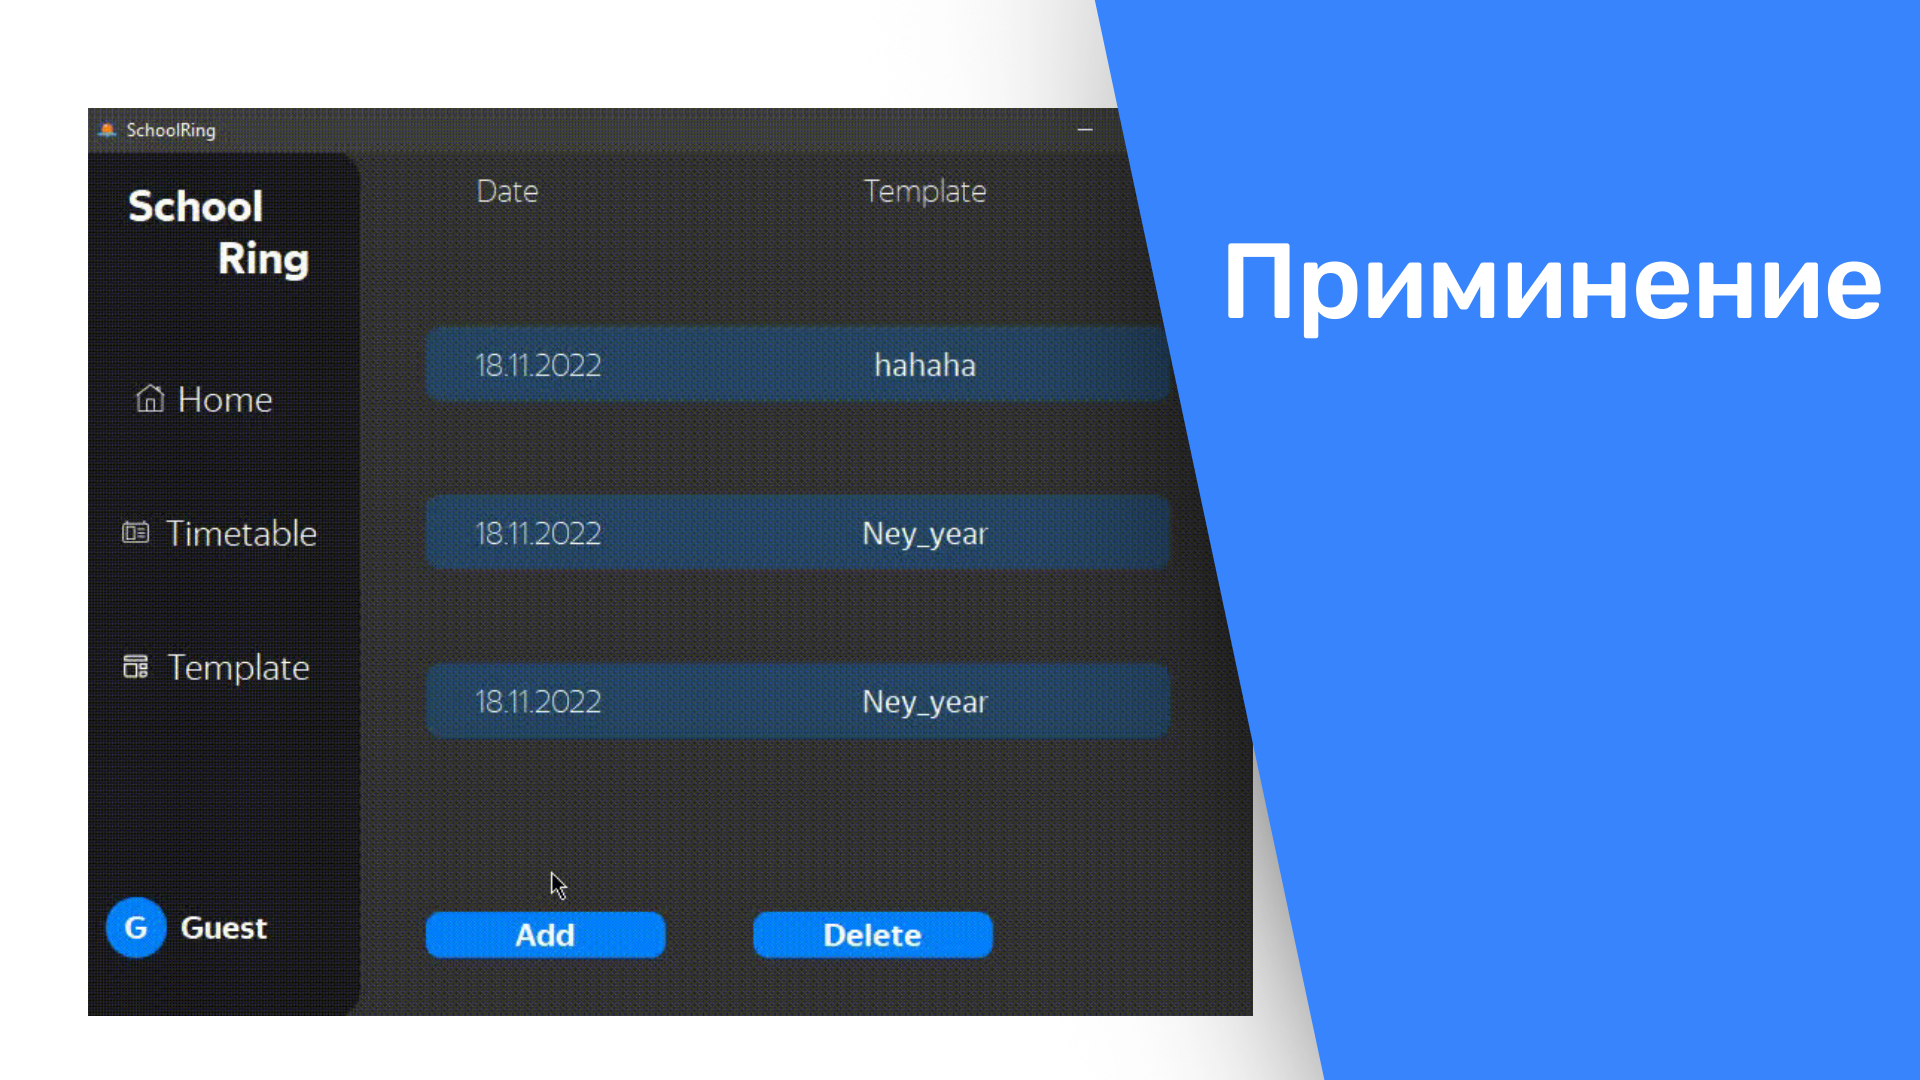 SchoolRing
School
Ring
Home
Timetable
Template
G Guest
Date Template
18.11.2022 hahaha
18.11.2022 Ney_year
18.11.2022 Ney_year
Add Delete
Приминение